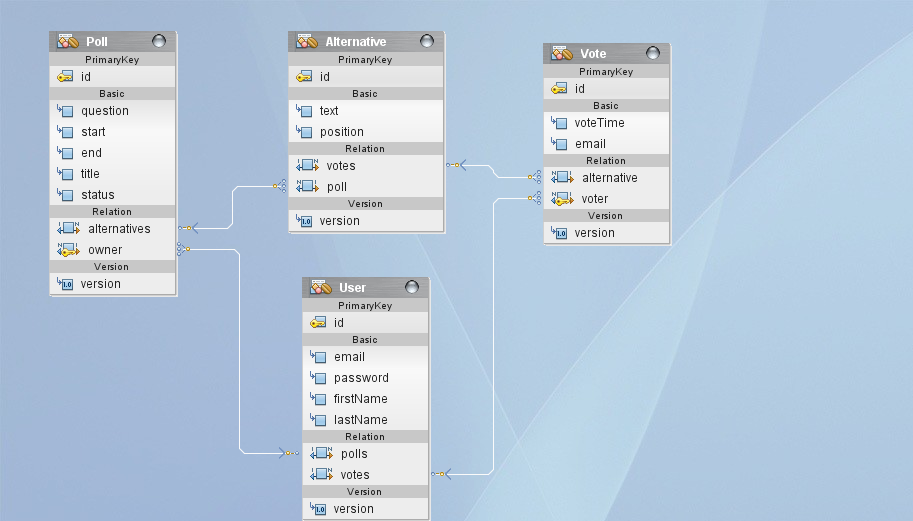 Poll
PrimaryKey
id
Basic
question
start
end
title
status
Relation
alternatives
owner
Version
version
Alternative
PrimaryKey
id
Basic
text
position
Relation
votes
poll
Version
version
Vote
PrimaryKey
id
Basic
voteTime
email
Relation
alternative
voter
Version
version
User
PrimaryKey
id
Basic
email
password
firstName
lastName
Relation
polls
votes
Version
version